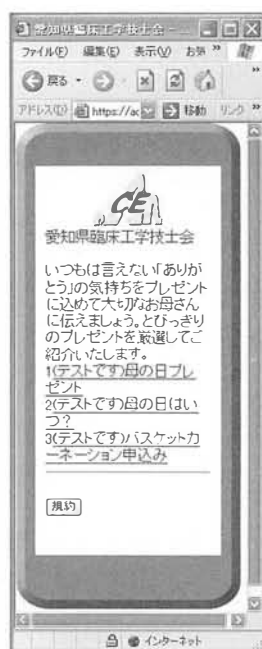 愛知県臨床工学技士会 - ...
ファイル(F) 編集(E) 表示(V) お気 »
戻る »
アドレス(D) https://ac 移動 リンク »
CE
愛知県臨床工学技士会
いつもは言えない「ありが
とう」の気持ちをプレゼント
に込めて大切なお母さん
に伝えましょう。とびっきり
のプレゼントを厳選してご
紹介いたします。
1(テストです)母の日プレ
ゼント
2(テストです)母の日はい
つ?
3(テストです)バスケットカ
ーネーション申込み
規約
インターネット